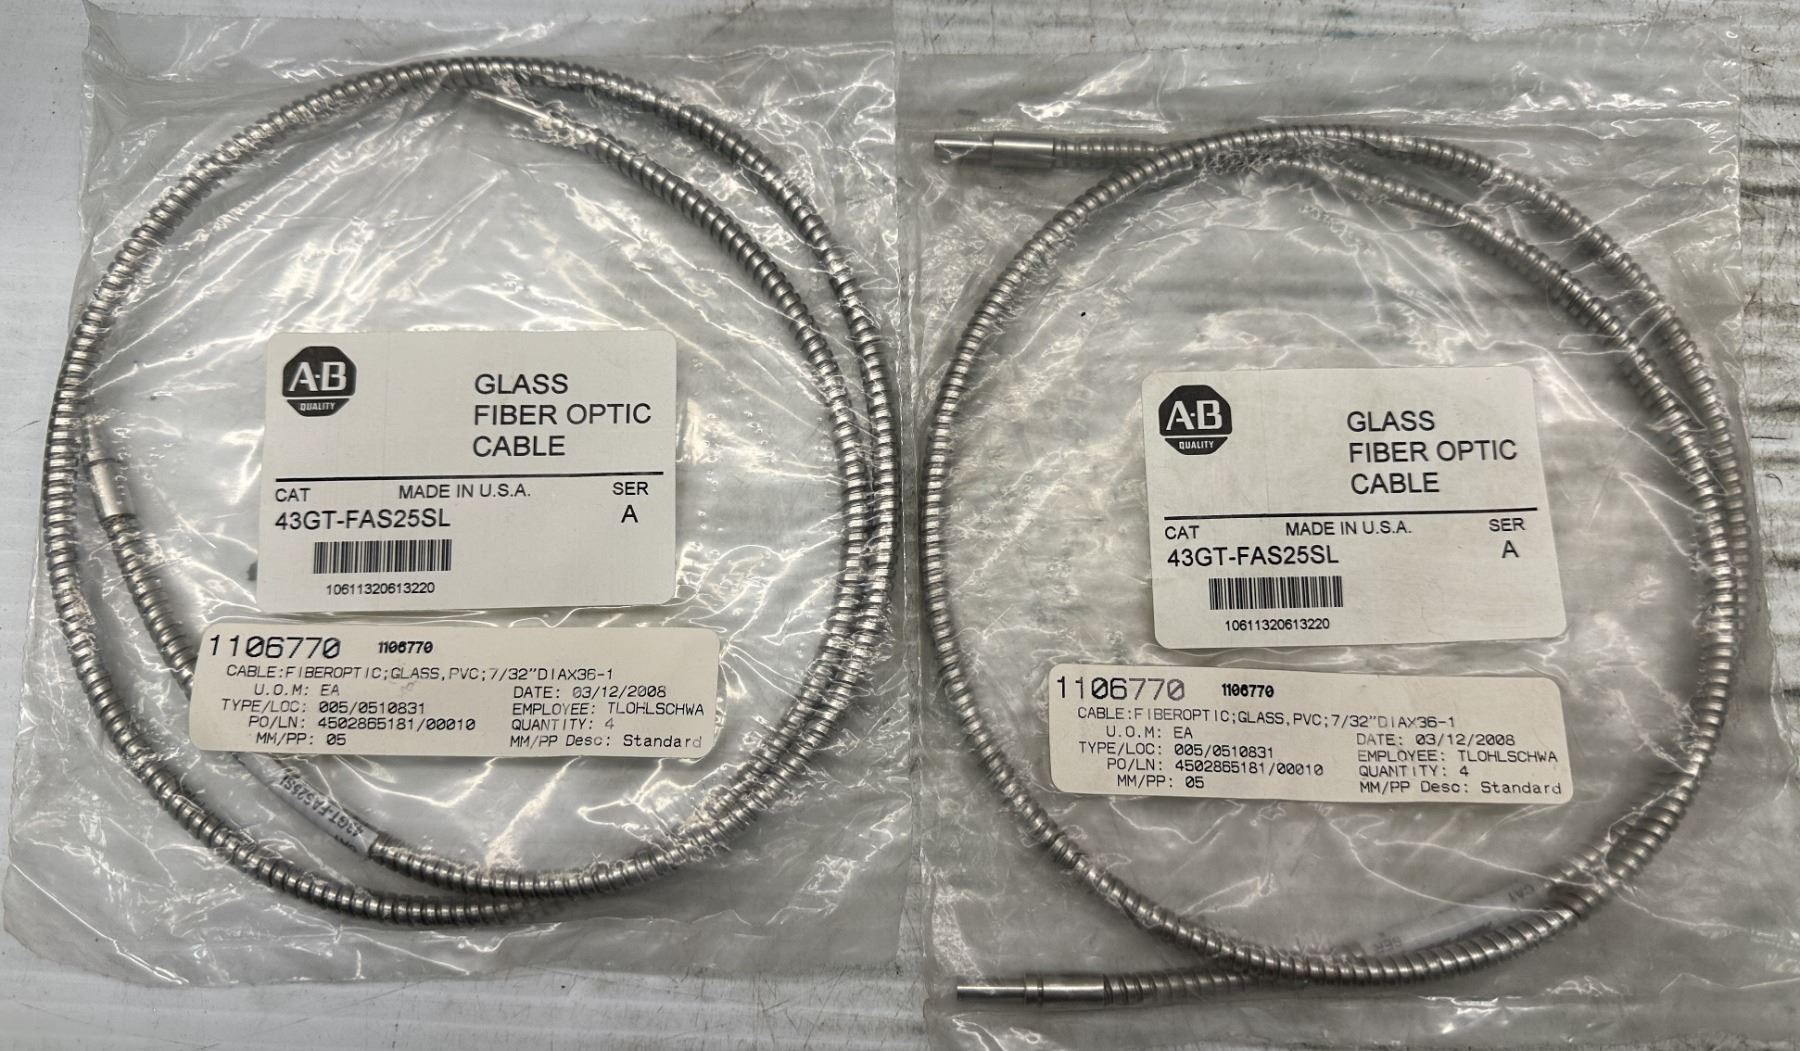 A·B
QUALITY
GLASS
FIBER OPTIC
CABLE
CAT MADE IN U.S.A. SER
43GT-FAS25SL A
10611320613220
1106770 1106770
CABLE:FIBEROPTIC;GLASS,PVC;7/32"DIAX36-1
U.O.M: EA DATE: 03/12/2008
TYPE/LOC: 005/0510831 EMPLOYEE: TLOHLSCHWA
PO/LN: 4502865181/00010 QUANTITY: 4
MM/PP: 05 MM/PP Desc: Standard
43GT-FAS25SL
A·B
QUALITY
GLASS
FIBER OPTIC
CABLE
CAT MADE IN U.S.A. SER
43GT-FAS25SL A
10611320613220
1106770 1106770
CABLE:FIBEROPTIC;GLASS,PVC;7/32"DIAX36-1
U.O.M: EA DATE: 03/12/2008
TYPE/LOC: 005/0510831 EMPLOYEE: TLOHLSCHWA
PO/LN: 4502865181/00010 QUANTITY: 4
MM/PP: 05 MM/PP Desc: Standard
CAT
SER